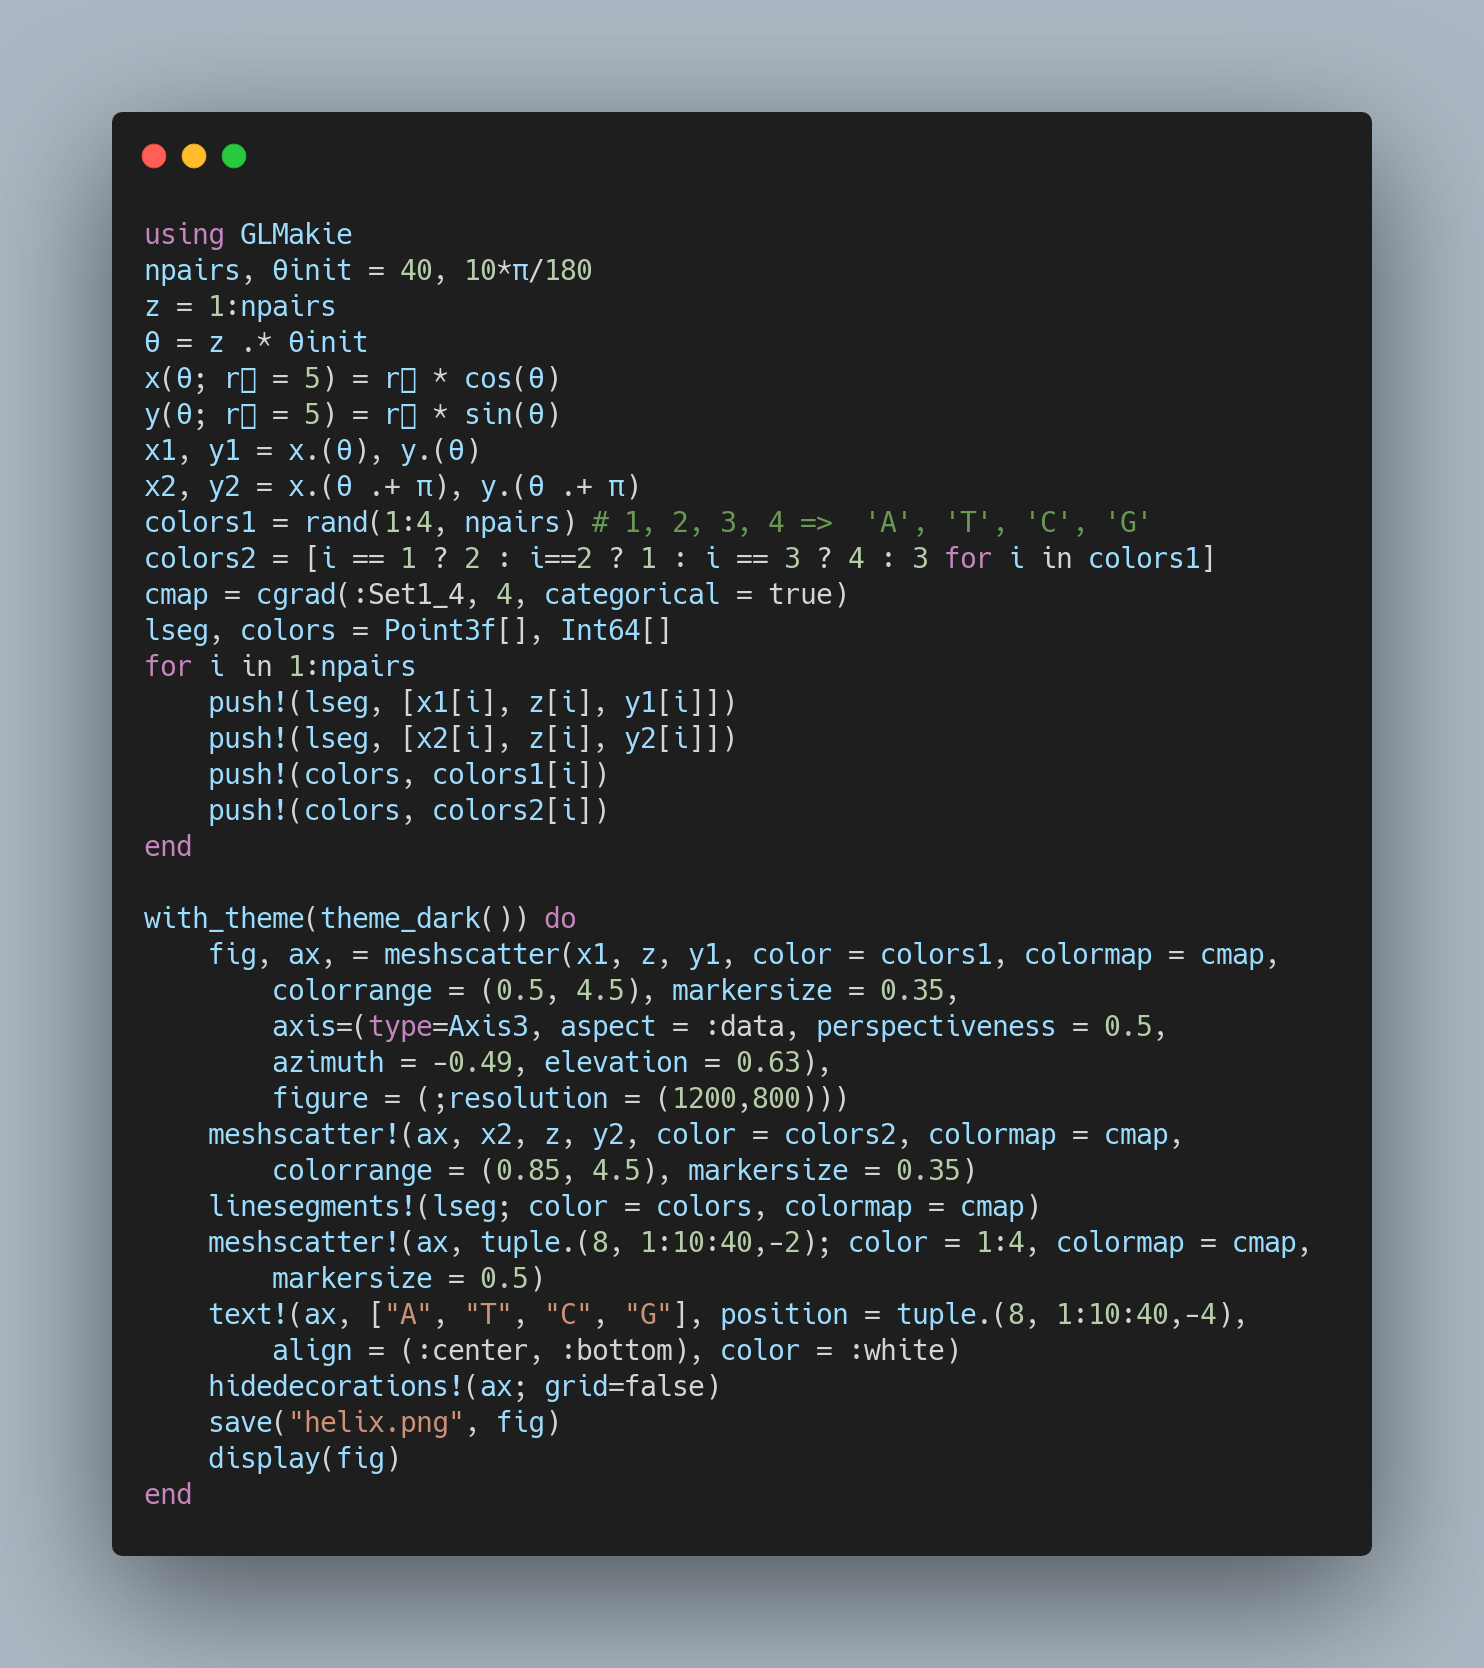 using GLMakie
npairs, θinit = 40, 10*π/180
z = 1:npairs
θ = z .* θinit
x(θ; r▯ = 5) = r▯ * cos(θ)
y(θ; r▯ = 5) = r▯ * sin(θ)
x1, y1 = x.(θ), y.(θ)
x2, y2 = x.(θ .+ π), y.(θ .+ π)
colors1 = rand(1:4, npairs) # 1, 2, 3, 4 =>  'A', 'T', 'C', 'G'
colors2 = [i == 1 ? 2 : i==2 ? 1 : i == 3 ? 4 : 3 for i in colors1]
cmap = cgrad(:Set1_4, 4, categorical = true)
lseg, colors = Point3f[], Int64[]
for i in 1:npairs
    push!(lseg, [x1[i], z[i], y1[i]])
    push!(lseg, [x2[i], z[i], y2[i]])
    push!(colors, colors1[i])
    push!(colors, colors2[i])
end

with_theme(theme_dark()) do
    fig, ax, = meshscatter(x1, z, y1, color = colors1, colormap = cmap,
        colorrange = (0.5, 4.5), markersize = 0.35,
        axis=(type=Axis3, aspect = :data, perspectiveness = 0.5,
        azimuth = -0.49, elevation = 0.63),
        figure = (;resolution = (1200,800)))
    meshscatter!(ax, x2, z, y2, color = colors2, colormap = cmap,
        colorrange = (0.85, 4.5), markersize = 0.35)
    linesegments!(lseg; color = colors, colormap = cmap)
    meshscatter!(ax, tuple.(8, 1:10:40,-2); color = 1:4, colormap = cmap,
        markersize = 0.5)
    text!(ax, ["A", "T", "C", "G"], position = tuple.(8, 1:10:40,-4),
        align = (:center, :bottom), color = :white)
    hidedecorations!(ax; grid=false)
    save("helix.png", fig)
    display(fig)
end